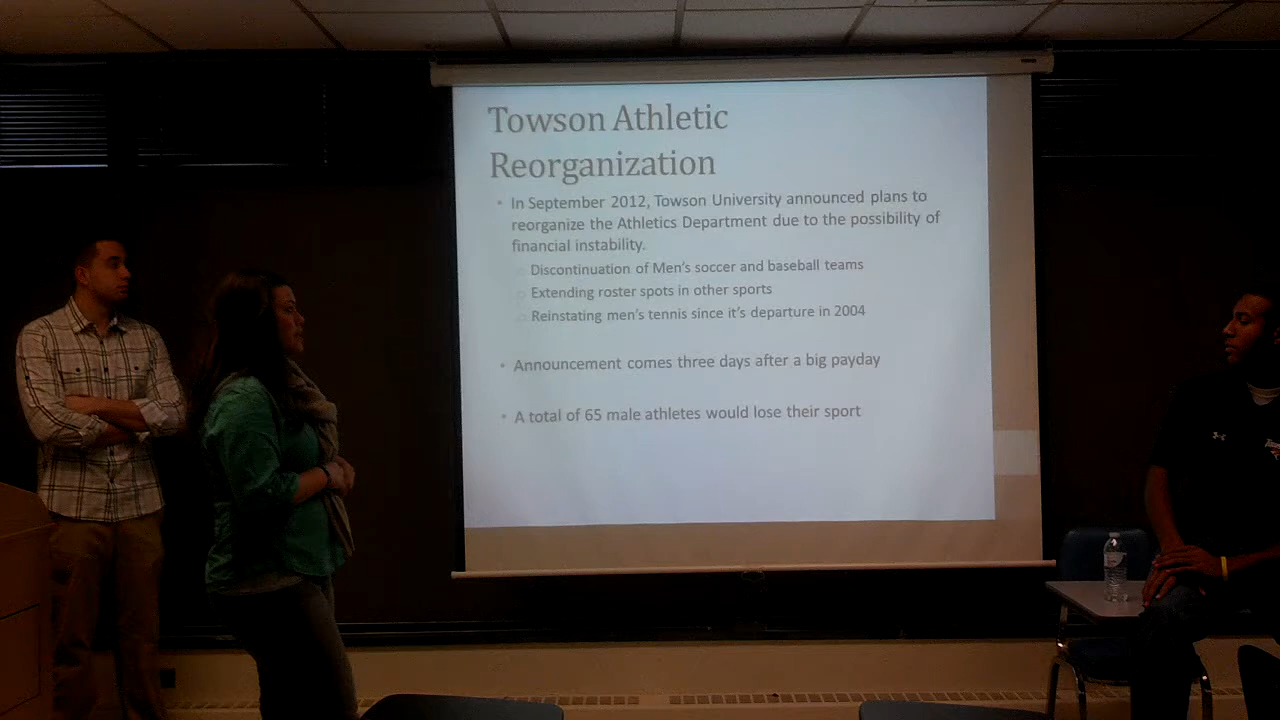 Towson Athletic
Reorganization
In September 2012, Towson University announced plans to
reorganize the Athletics Department due to the possibility of
financial instability.
Discontinuation of Men's soccer and baseball teams
Extending roster spots in other sports
Reinstating men's tennis since it's departure in 2004
Announcement comes three days after a big payday
A total of 65 male athletes would lose their sport